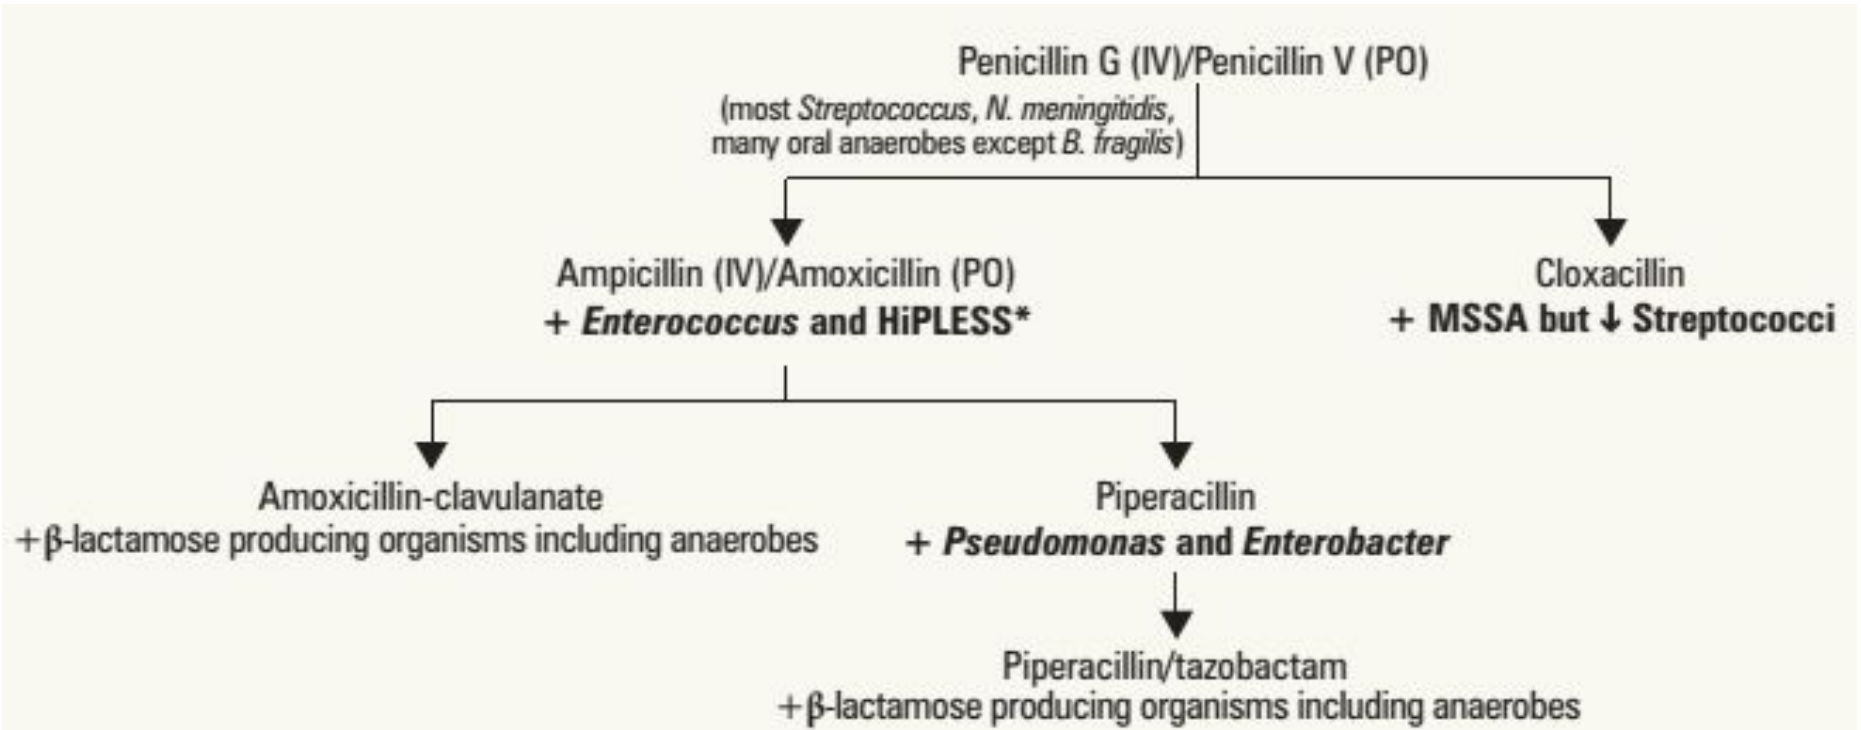 Penicillin G (IV)/Penicillin V (PO)
(most Streptococcus, N. meningitidis,
many oral anaerobes except B. fragilis)
Ampicillin (IV)/Amoxicillin (PO)
+ Enterococcus and HiPLESS*
Cloxacillin
+ MSSA but ↓ Streptococci
Amoxicillin-clavulanate
+β-lactamose producing organisms including anaerobes
Piperacillin
+ Pseudomonas and Enterobacter
Piperacillin/tazobactam
+β-lactamose producing organisms including anaerobes